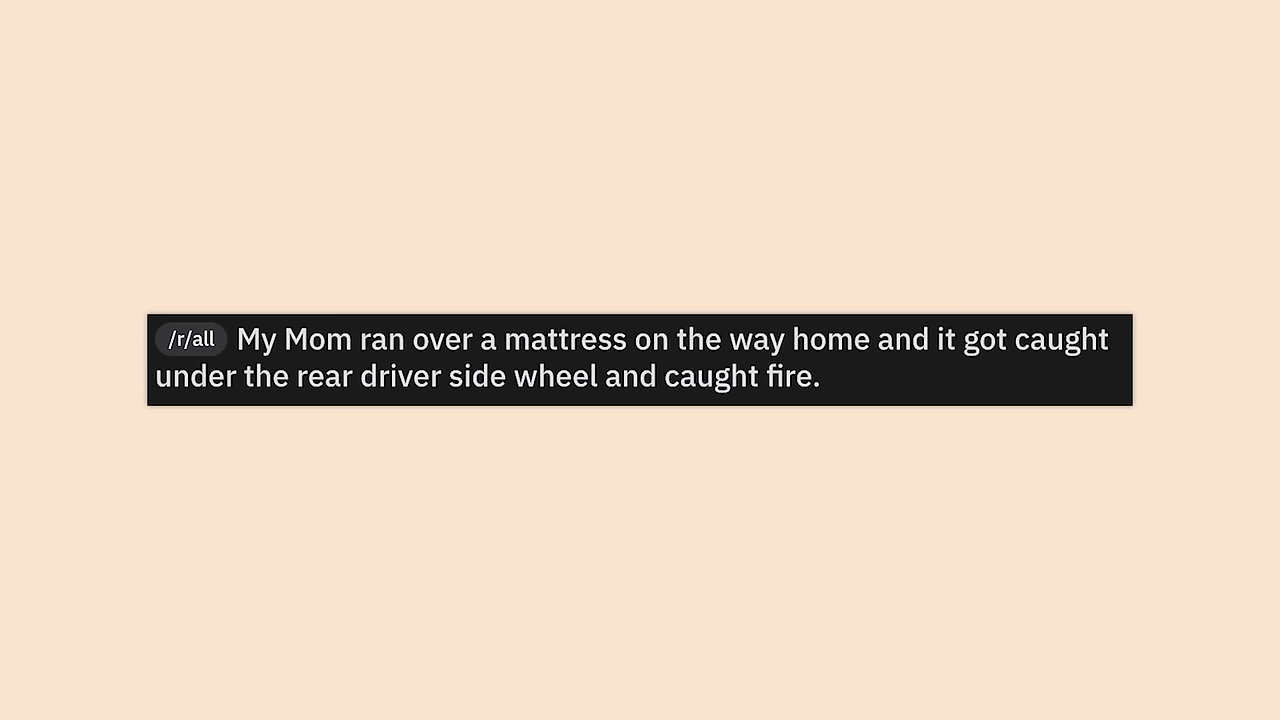 /r/all My Mom ran over a mattress on the way home and it got caught
under the rear driver side wheel and caught fire.